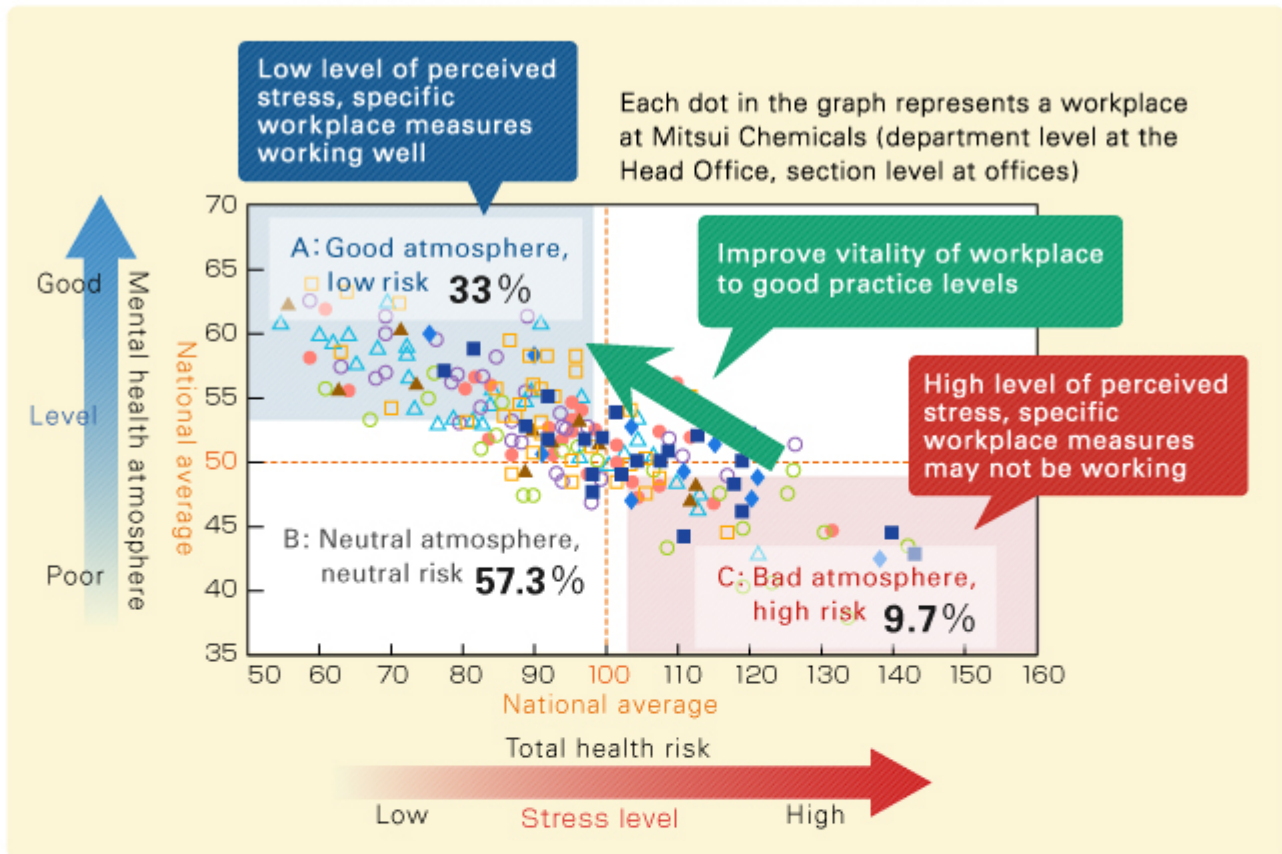 Low level of perceived
stress, specific
workplace measures
working well
Each dot in the graph represents a workplace
at Mitsui Chemicals (department level at the
Head Office, section level at offices)
Improve vitality of workplace
to good practice levels
High level of perceived
stress, specific
workplace measures
may not be working
Good
Level
Poor
Mental health atmosphere
National average
70
65
60
55
50
45
40
35
A: Good atmosphere,
low risk 33%
B: Neutral atmosphere,
neutral risk 57.3%
C: Bad atmosphere,
high risk 9.7%
50 60 70 80 90 100 110 120 130 140 150 160
National average
Total health risk
Low Stress level High